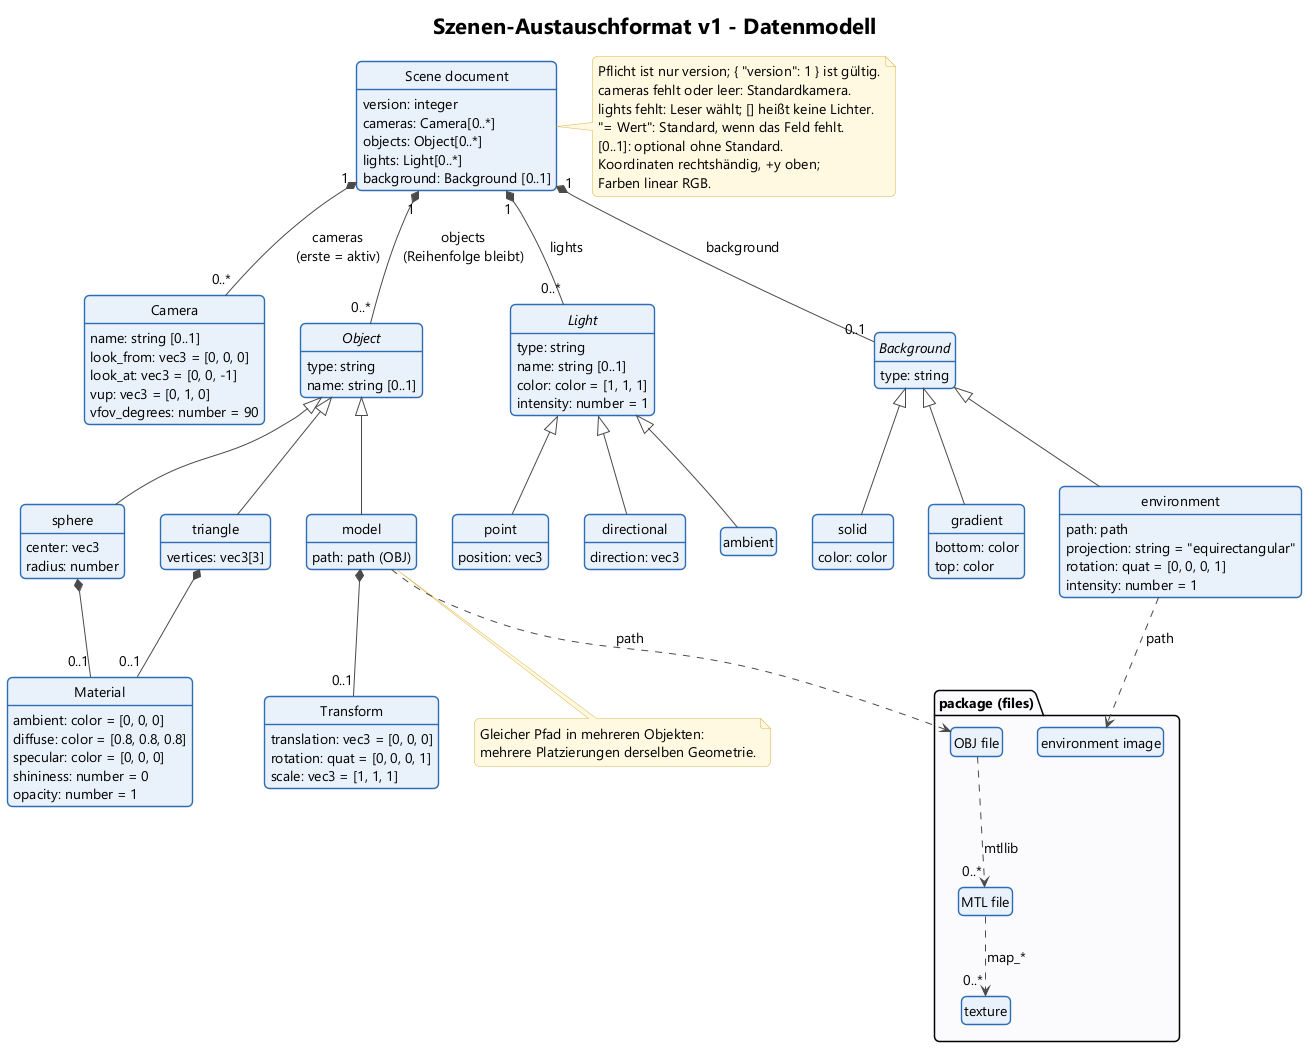 Szenen-Austauschformat v1 - Datenmodell
Scene document
version: integer
cameras: Camera[0..*]
objects: Object[0..*]
lights: Light[0..*]
background: Background [0..1]
Pflicht ist nur version; { "version": 1 } ist gültig.
cameras fehlt oder leer: Standardkamera.
lights fehlt: Leser wählt; [] heißt keine Lichter.
"= Wert": Standard, wenn das Feld fehlt.
[0..1]: optional ohne Standard.
Koordinaten rechtshändig, +y oben;
Farben linear RGB.
1
1
1
1
cameras
(erste = aktiv)
objects
(Reihenfolge bleibt)
lights
background
0..*
0..*
0..*
0..1
Camera
name: string [0..1]
look_from: vec3 = [0, 0, 0]
look_at: vec3 = [0, 0, -1]
vup: vec3 = [0, 1, 0]
vfov_degrees: number = 90
Object
type: string
name: string [0..1]
Light
type: string
name: string [0..1]
color: color = [1, 1, 1]
intensity: number = 1
Background
type: string
sphere
center: vec3
radius: number
triangle
vertices: vec3[3]
model
path: path (OBJ)
point
position: vec3
directional
direction: vec3
ambient
solid
color: color
gradient
bottom: color
top: color
environment
path: path
projection: string = "equirectangular"
rotation: quat = [0, 0, 0, 1]
intensity: number = 1
0..1
0..1
0..1
path
path
Material
ambient: color = [0, 0, 0]
diffuse: color = [0.8, 0.8, 0.8]
specular: color = [0, 0, 0]
shininess: number = 0
opacity: number = 1
Transform
translation: vec3 = [0, 0, 0]
rotation: quat = [0, 0, 0, 1]
scale: vec3 = [1, 1, 1]
Gleicher Pfad in mehreren Objekten:
mehrere Platzierungen derselben Geometrie.
package (files)
OBJ file
environment image
mtllib
0..*
MTL file
map_*
0..*
texture